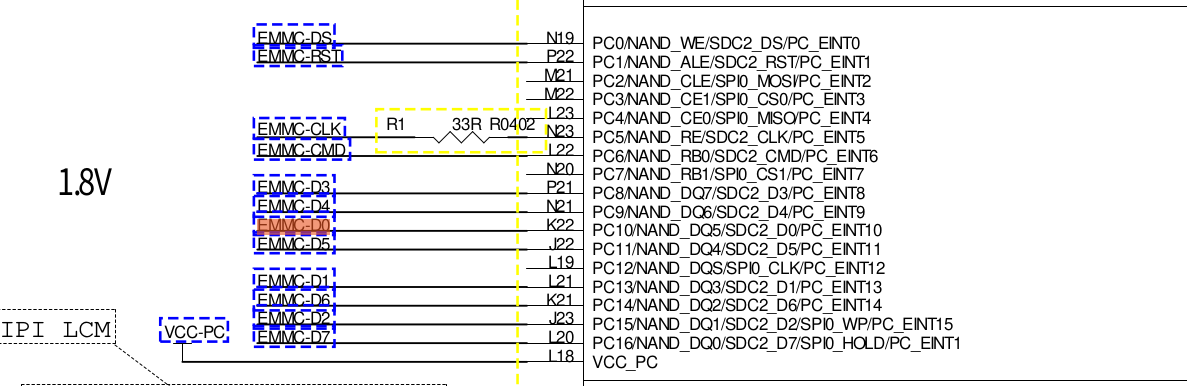 EMMC-DS N19 PC0/NAND_WE/SDC2_DS/PC_EINT0
EMMC-RST P22 PC1/NAND_ALE/SDC2_RST/PC_EINT1
M21 PC2/NAND_CLE/SPI0_MOSI/PC_EINT2
M22 PC3/NAND_CE1/SPI0_CS0/PC_EINT3
L23 PC4/NAND_CE0/SPI0_MISO/PC_EINT4
EMMC-CLK R1 33R R0402 N23 PC5/NAND_RE/SDC2_CLK/PC_EINT5
EMMC-CMD L22 PC6/NAND_RB0/SDC2_CMD/PC_EINT6
N20 PC7/NAND_RB1/SPI0_CS1/PC_EINT7
1.8V
EMMC-D3 P21 PC8/NAND_DQ7/SDC2_D3/PC_EINT8
EMMC-D4 N21 PC9/NAND_DQ6/SDC2_D4/PC_EINT9
EMMC-D0 K22 PC10/NAND_DQ5/SDC2_D0/PC_EINT10
EMMC-D5 J22 PC11/NAND_DQ4/SDC2_D5/PC_EINT11
L19 PC12/NAND_DQS/SPI0_CLK/PC_EINT12
EMMC-D1 L21 PC13/NAND_DQ3/SDC2_D1/PC_EINT13
EMMC-D6 K21 PC14/NAND_DQ2/SDC2_D6/PC_EINT14
EMMC-D2 J23 PC15/NAND_DQ1/SDC2_D2/SPI0_WP/PC_EINT15
IPI LCM
VCC-PC
EMMC-D7 L20 PC16/NAND_DQ0/SDC2_D7/SPI0_HOLD/PC_EINT1
L18 VCC_PC